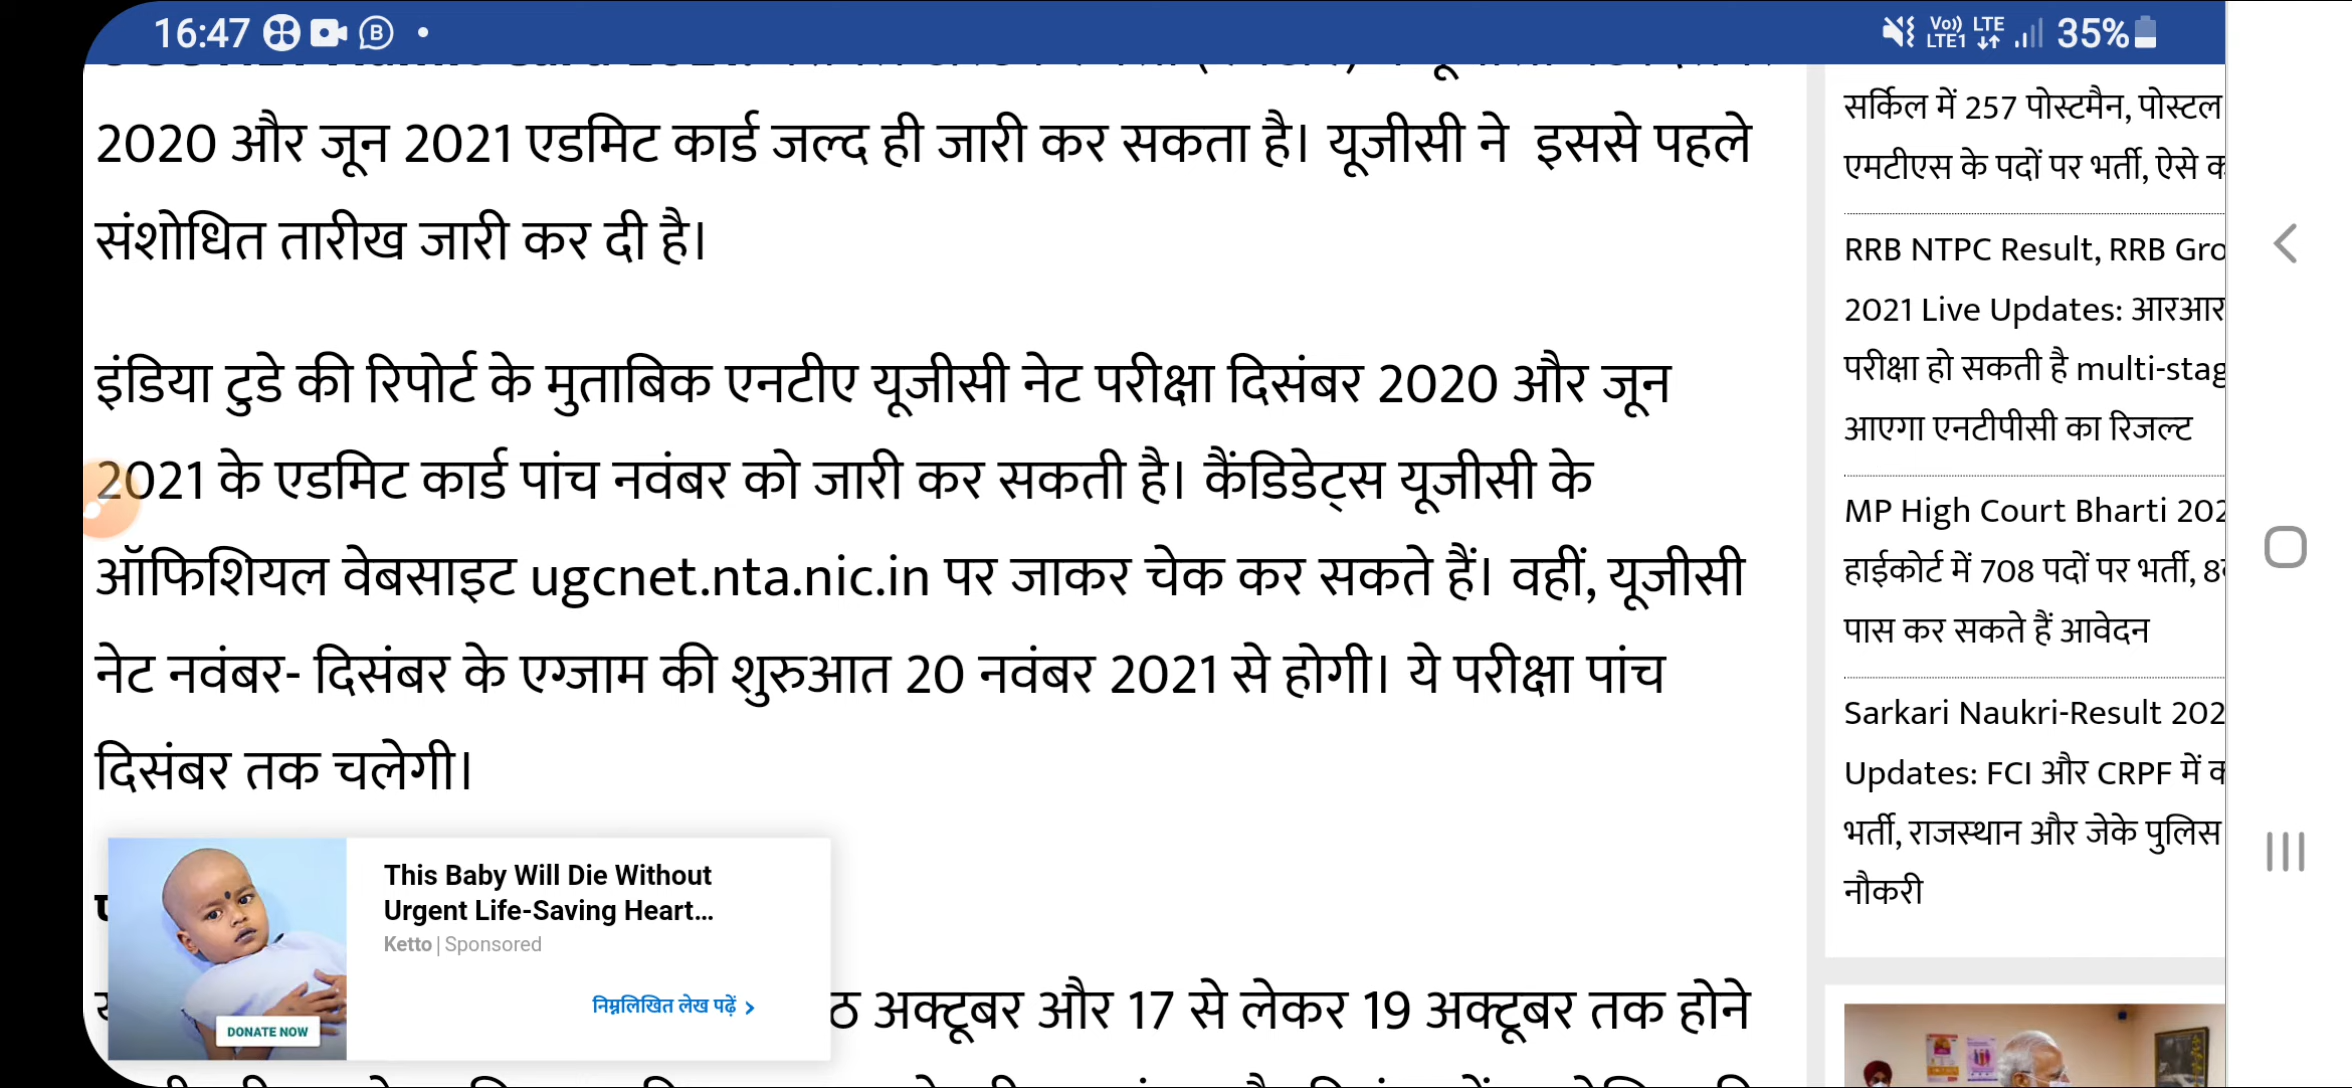 16:47
Vo)) LTE
LTE1
35%
2020 और जून 2021 एडमिट कार्ड जल्द ही जारी कर सकता है। यूजीसी ने इससे पहले
संशोधित तारीख जारी कर दी है।
इंडिया टुडे की रिपोर्ट के मुताबिक एनटीए यूजीसी नेट परीक्षा दिसंबर 2020 और जून
2021 के एडमिट कार्ड पांच नवंबर को जारी कर सकती है। कैंडिडेट्स यूजीसी के
ऑफिशियल वेबसाइट ugcnet.nta.nic.in पर जाकर चेक कर सकते हैं। वहीं, यूजीसी
नेट नवंबर- दिसंबर के एग्जाम की शुरुआत 20 नवंबर 2021 से होगी। ये परीक्षा पांच
दिसंबर तक चलेगी।
This Baby Will Die Without
Urgent Life-Saving Heart...
Ketto | Sponsored
निम्नलिखित लेख पढ़ें >
DONATE NOW
अक्टूबर और 17 से लेकर 19 अक्टूबर तक होने
सर्किल में 257 पोस्टमैन, पोस्टल
एमटीएस के पदों पर भर्ती, ऐसे
RRB NTPC Result, RRB Gro
2021 Live Updates: आरआर
परीक्षा हो सकती है multi-stag
आएगा एनटीपीसी का रिजल्ट
MP High Court Bharti 202
हाईकोर्ट में 708 पदों पर भर्ती, 8
पास कर सकते हैं आवेदन
Sarkari Naukri-Result 202
Updates: FCI और CRPF में
भर्ती, राजस्थान और जेके पुलिस
नौकरी